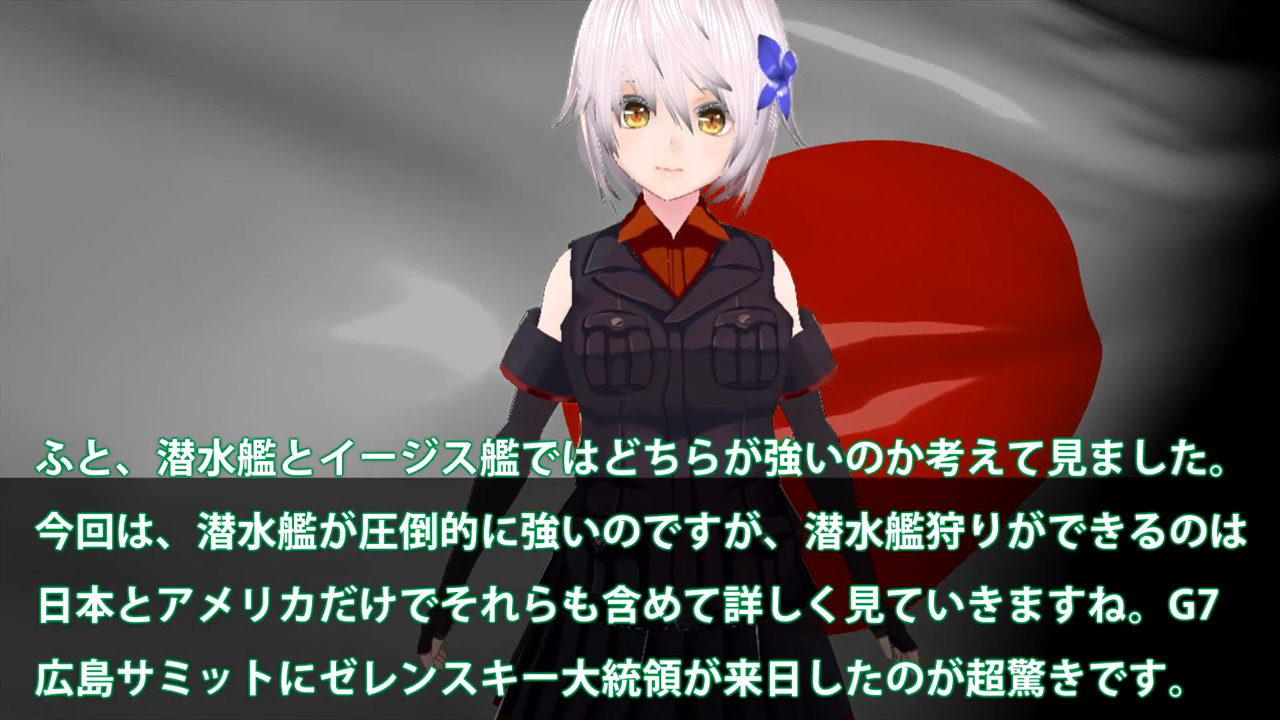 ふと、潜水艦とイージス艦ではどちらが強いのか考えて見ました。
今回は、潜水艦が圧倒的に強いのですが、潜水艦狩りができるのは
日本とアメリカだけでそれらも含めて詳しく見ていきますね。G7
広島サミットにゼレンスキー大統領が来日したのが超驚きです。